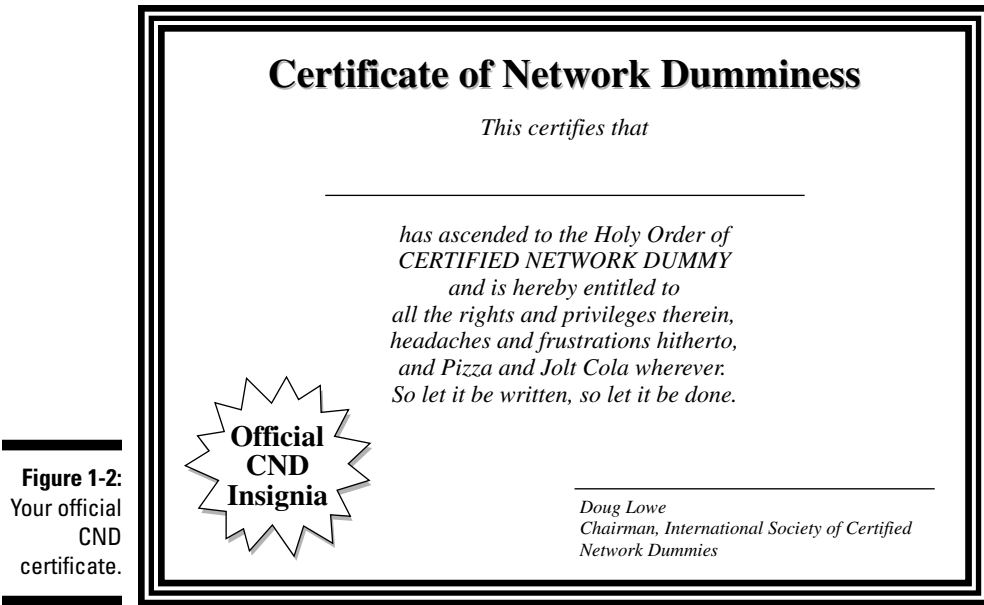 Certificate of Network Dumminess
This certifies that
has ascended to the Holy Order of
CERTIFIED NETWORK DUMMY
and is hereby entitled to
all the rights and privileges therein,
headaches and frustrations hitherto,
and Pizza and Jolt Cola wherever.
So let it be written, so let it be done.
Official
CND
Insignia
Doug Lowe
Chairman, International Society of Certified
Network Dummies
Figure 1-2:
Your official
CND
certificate.